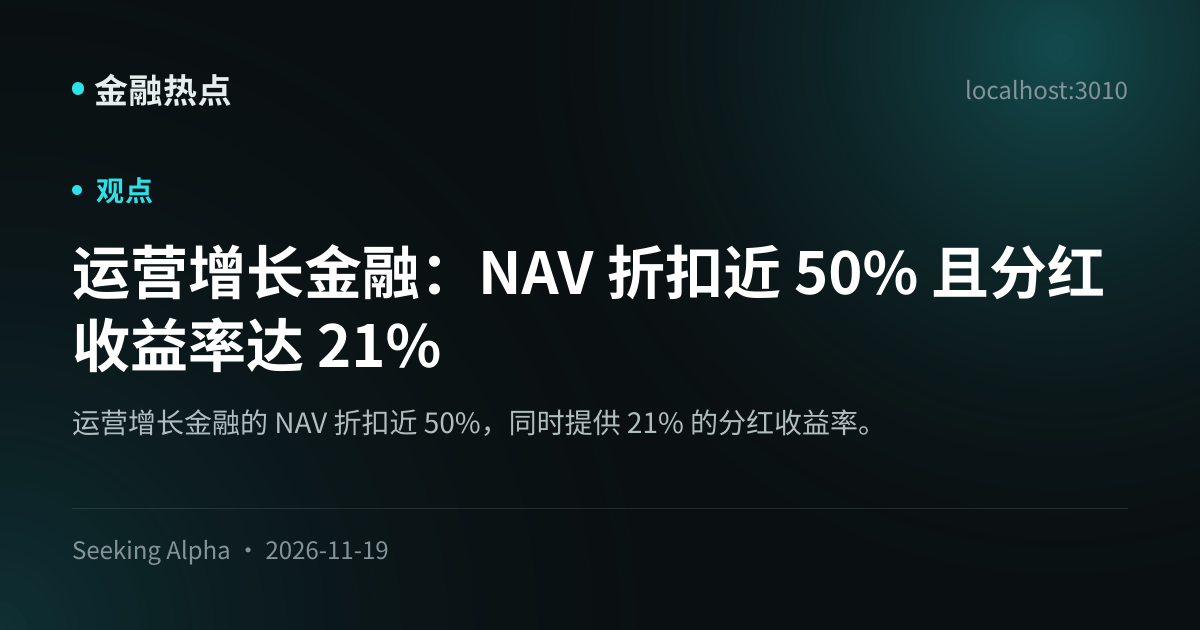 金融热点
localhost:3010
观点
运营增长金融：NAV 折扣近 50% 且分红
收益率达 21%
运营增长金融的 NAV 折扣近 50%，同时提供 21% 的分红收益率。
Seeking Alpha · 2026-11-19